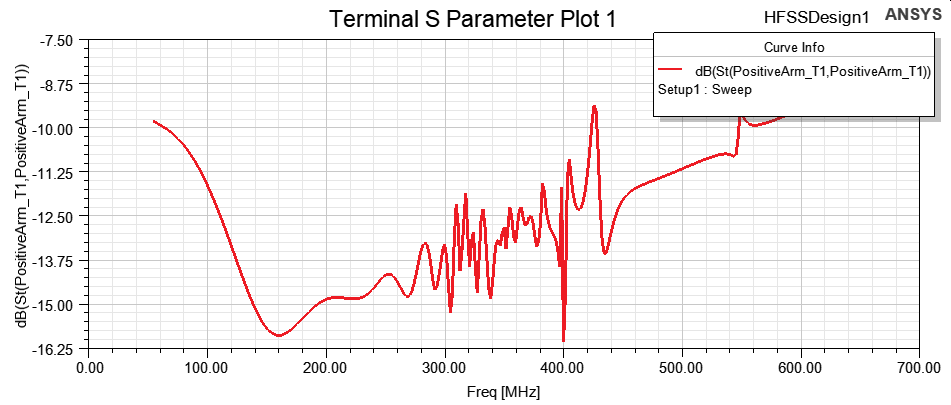 Terminal S Parameter Plot 1
HFSSDesign1
ANSYS
Curve Info
dB(St(PositiveArm_T1,PositiveArm_T1))
Setup1 : Sweep
dB(St(PositiveArm_T1,PositiveArm_T1))
-7.50
-8.75
-10.00
-11.25
-12.50
-13.75
-15.00
-16.25
0.00 100.00 200.00 300.00 400.00 500.00 600.00 700.00
Freq [MHz]